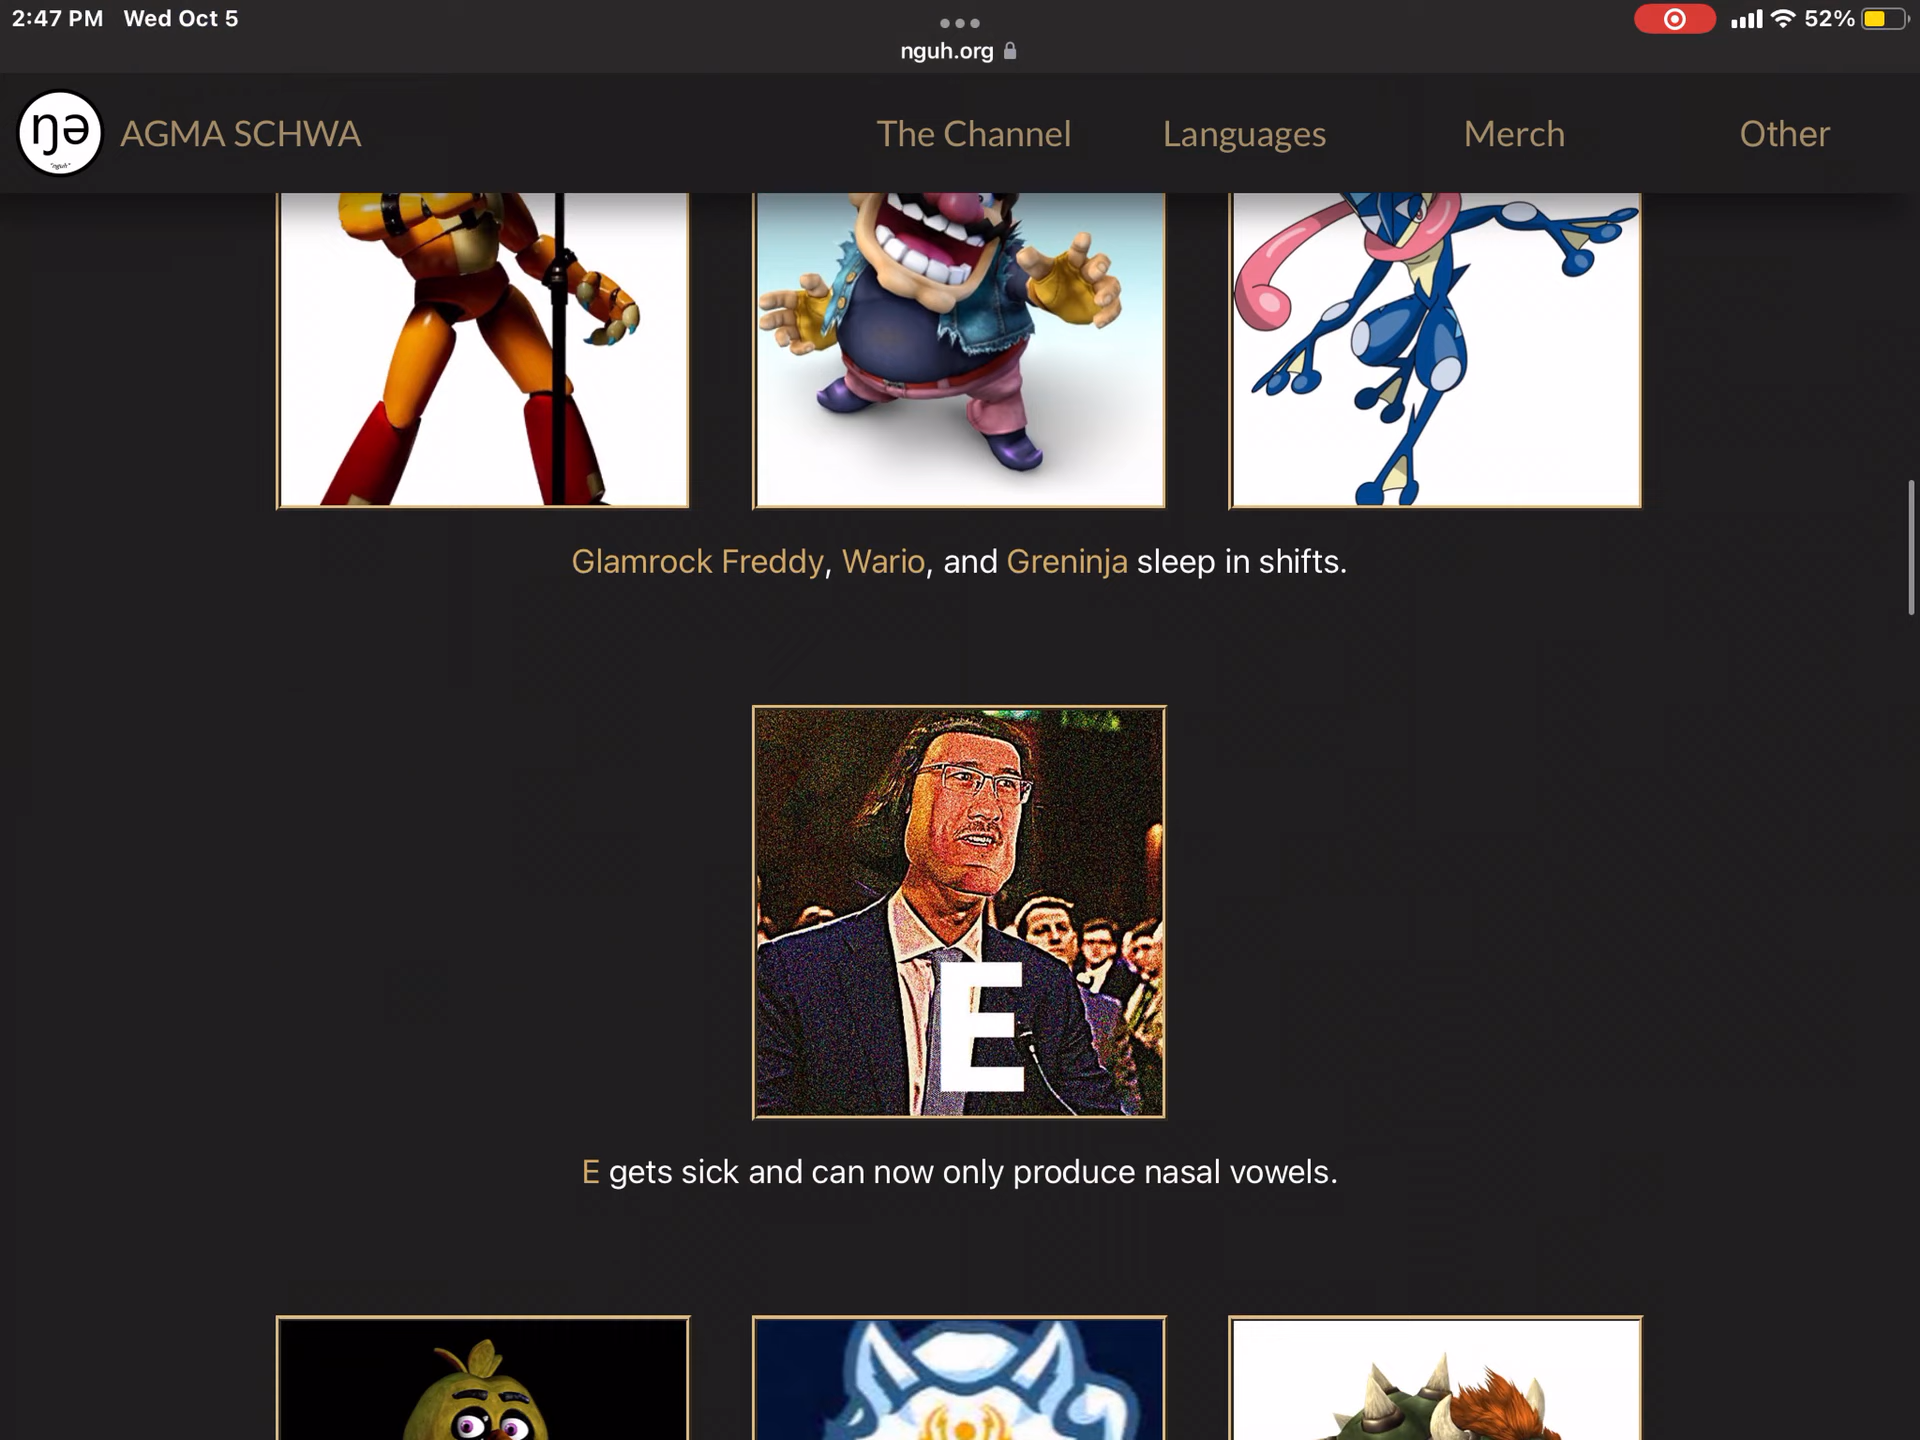 2:47 PM Wed Oct 5
52%
nguh.org
ŋə
"nguh"
AGMA SCHWA
The Channel
Languages
Merch
Other
Glamrock Freddy, Wario, and Greninja sleep in shifts.
E
E gets sick and can now only produce nasal vowels.